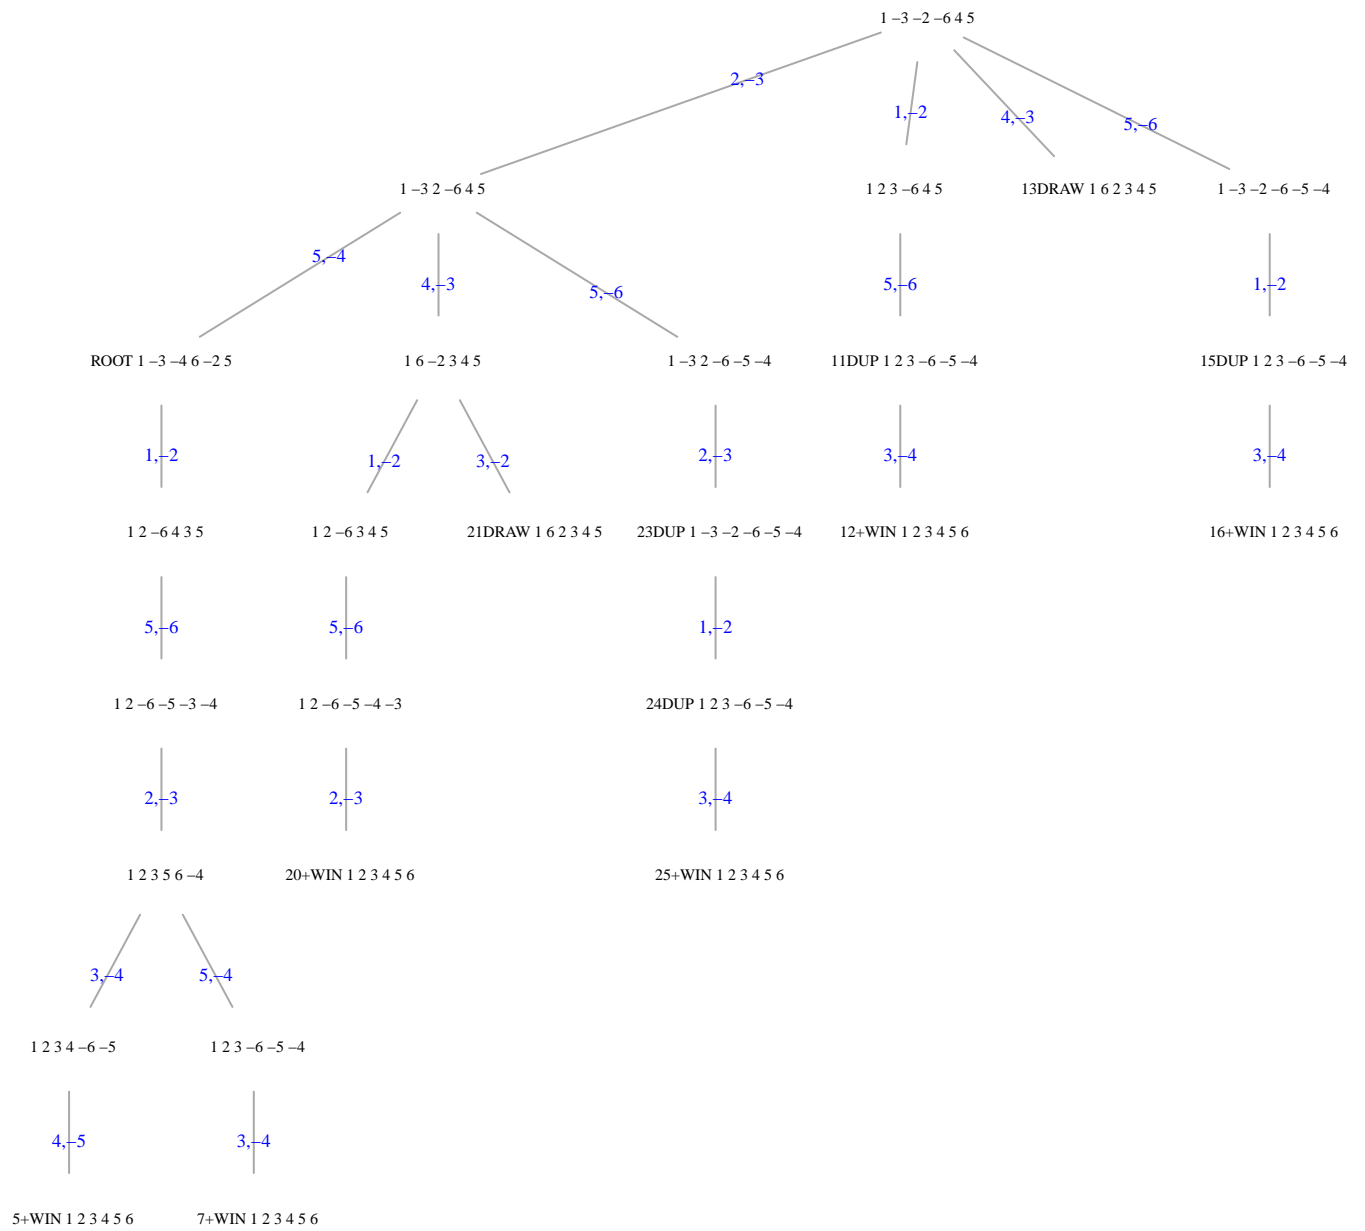 1 –3 –2 –6 4 5
2,–3
1,–2
4,–3
5,–6
1 –3 2 –6 4 5
1 2 3 –6 4 5
13DRAW 1 6 2 3 4 5
1 –3 –2 –6 –5 –4
5,–4
4,–3
5,–6
5,–6
1,–2
ROOT 1 –3 –4 6 –2 5
1 6 –2 3 4 5
1 –3 2 –6 –5 –4
11DUP 1 2 3 –6 –5 –4
15DUP 1 2 3 –6 –5 –4
1,–2
1,–2
3,–2
2,–3
3,–4
3,–4
1 2 –6 4 3 5
1 2 –6 3 4 5
21DRAW 1 6 2 3 4 5
23DUP 1 –3 –2 –6 –5 –4
12+WIN 1 2 3 4 5 6
16+WIN 1 2 3 4 5 6
5,–6
5,–6
1,–2
1 2 –6 –5 –3 –4
1 2 –6 –5 –4 –3
24DUP 1 2 3 –6 –5 –4
2,–3
2,–3
3,–4
1 2 3 5 6 –4
20+WIN 1 2 3 4 5 6
25+WIN 1 2 3 4 5 6
3,–4
5,–4
1 2 3 4 –6 –5
1 2 3 –6 –5 –4
4,–5
3,–4
5+WIN 1 2 3 4 5 6
7+WIN 1 2 3 4 5 6